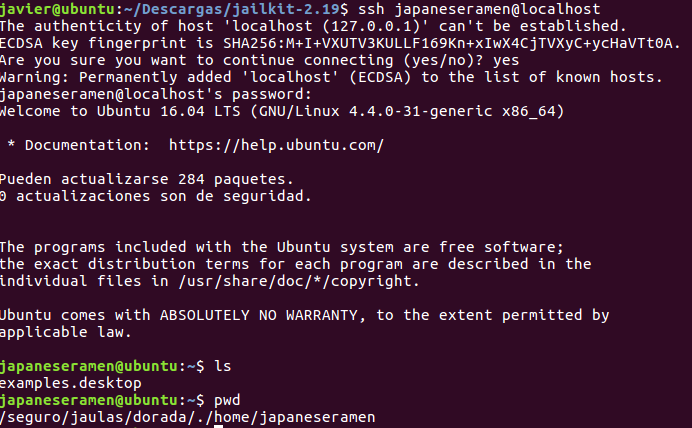 javier@ubuntu:~/Descargas/jailkit-2.19$ ssh japaneseramen@localhost
The authenticity of host 'localhost (127.0.0.1)' can't be established.
ECDSA key fingerprint is SHA256:M+I+VXUTV3KULLF169Kn+xIwX4CjTVXyC+ycHaVTt0A.
Are you sure you want to continue connecting (yes/no)? yes
Warning: Permanently added 'localhost' (ECDSA) to the list of known hosts.
japaneseramen@localhost's password:
Welcome to Ubuntu 16.04 LTS (GNU/Linux 4.4.0-31-generic x86_64)
* Documentation:  https://help.ubuntu.com/
Pueden actualizarse 284 paquetes.
0 actualizaciones son de seguridad.
The programs included with the Ubuntu system are free software;
the exact distribution terms for each program are described in the
individual files in /usr/share/doc/*/copyright.
Ubuntu comes with ABSOLUTELY NO WARRANTY, to the extent permitted by
applicable law.
japaneseramen@ubuntu:~$ ls
examples.desktop
japaneseramen@ubuntu:~$ pwd
/seguro/jaulas/dorada/./home/japaneseramen